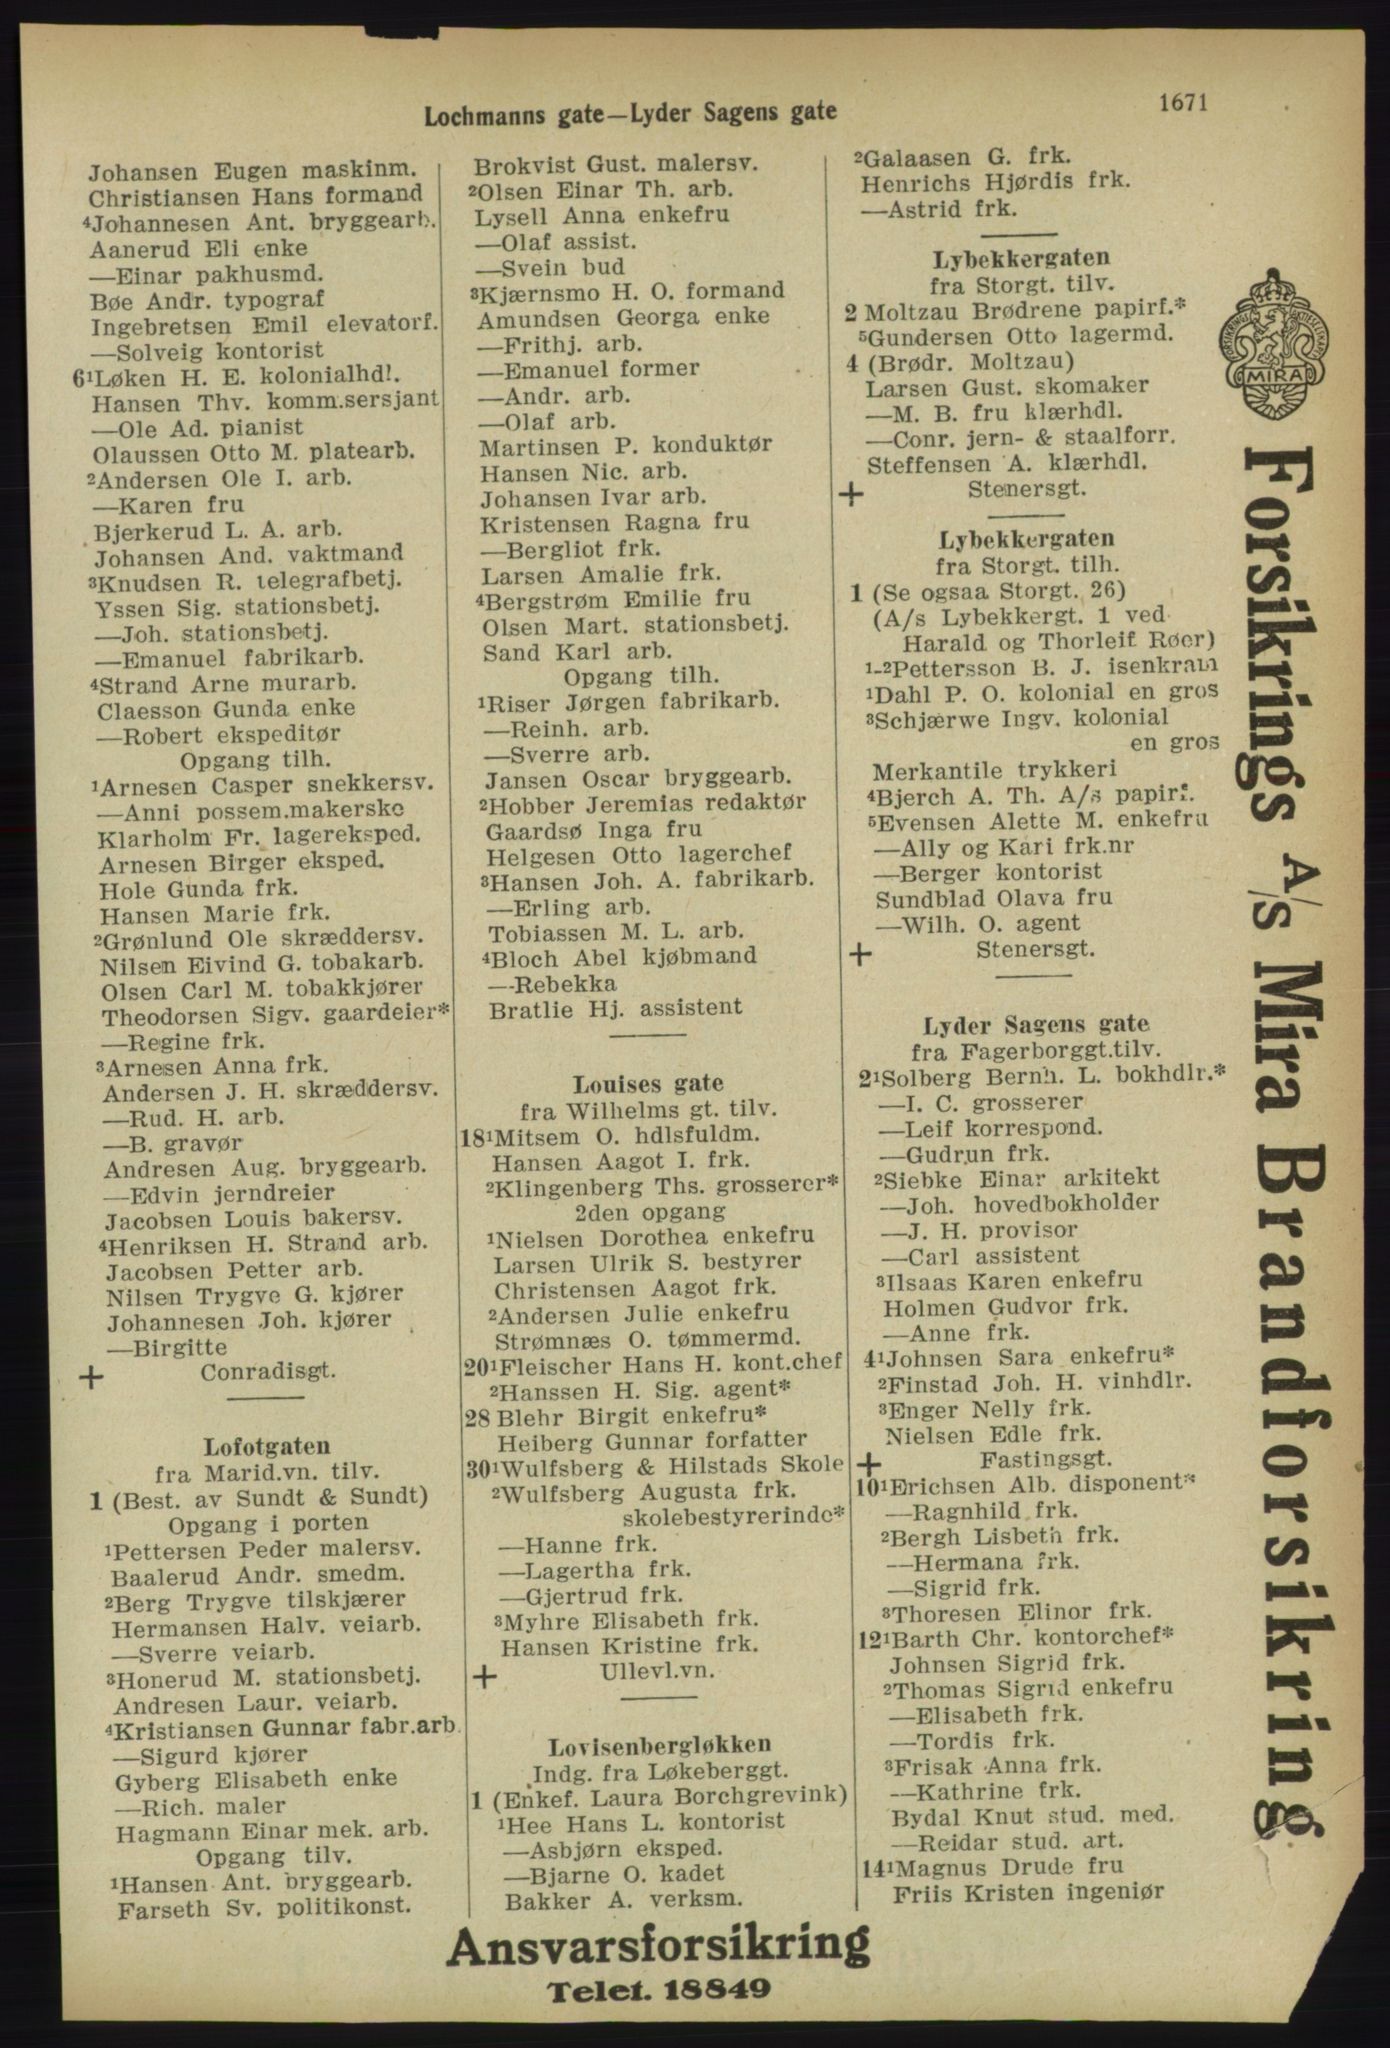 Lochmanns gate—Lyder Sagens gate
1671
Johansen Eugen maskinm.
Christiansen Hans formand
⁴Johannesen Ant. bryggearb.
Aanerud Eli enke
—Einar pakhusmd.
Bøe Andr. typograf
Ingebretsen Emil elevatorf.
—Solveig kontorist
6¹Løken H. E. kolonialhdl.
Hansen Thv. komm.sersjant
—Ole Ad. pianist
Olaussen Otto M. platearb.
²Andersen Ole I. arb.
—Karen fru
Bjerkerud L. A. arb.
Johansen And. vaktmand
³Knudsen R. telegrafbetj.
Yssen Sig. stationsbetj.
—Joh. stationsbetj.
—Emanuel fabrikarb.
⁴Strand Arne murarb.
Claesson Gunda enke
—Robert ekspeditør
Opgang tilh.
¹Arnesen Casper snekkersv.
—Anni possem.makerske
Klarholm Fr. lagereksped.
Arnesen Birger eksped.
Hole Gunda frk.
Hansen Marie frk.
²Grønlund Ole skræddersv.
Nilsen Eivind G. tobakarb.
Olsen Carl M. tobakkjører
Theodorsen Sigv. gaardeier*
—Regine frk.
³Arnesen Anna frk.
Andersen J. H. skræddersv.
—Rud. H. arb.
—B. gravør
Andresen Aug. bryggearb.
—Edvin jerndreier
Jacobsen Louis bakersv.
⁴Henriksen H. Strand arb.
Jacobsen Petter arb.
Nilsen Trygve G. kjører
Johannesen Joh. kjører
—Birgitte
+ Conradisgt.
Lofotgaten
fra Marid.vn. tilv.
1 (Best. av Sundt & Sundt)
Opgang i porten
¹Pettersen Peder malersv.
Baalerud Andr. smedm.
²Berg Trygve tilskjærer
Hermansen Halv. veiarb.
—Sverre veiarb.
³Honerud M. stationsbetj.
Andresen Laur. veiarb.
⁴Kristiansen Gunnar fabr.arb.
—Sigurd kjører
Gyberg Elisabeth enke
—Rich. maler
Hagmann Einar mek. arb.
Opgang tilv.
¹Hansen Ant. bryggearb.
Farseth Sv. politikonst.
Brokvist Gust. malersv.
²Olsen Einar Th. arb.
Lysell Anna enkefru
—Olaf assist.
—Svein bud
³Kjærnsmo H. O. formand
Amundsen Georga enke
—Frithj. arb.
—Emanuel former
—Andr. arb.
—Olaf arb.
Martinsen P. konduktør
Hansen Nic. arb.
Johansen Ivar arb.
Kristensen Ragna fru
—Bergliot frk.
Larsen Amalie frk.
⁴Bergstrøm Emilie fru
Olsen Mart. stationsbetj.
Sand Karl arb.
Opgang tilh.
¹Riser Jørgen fabrikarb.
—Reinh. arb.
—Sverre arb.
Jansen Oscar bryggearb.
²Hobber Jeremias redaktør
Gaardsø Inga fru
Helgesen Otto lagerchef
³Hansen Joh. A. fabrikarb.
—Erling arb.
Tobiassen M. L. arb.
⁴Bloch Abel kjøbmand
—Rebekka
Bratlie Hj. assistent
Louises gate
fra Wilhelms gt. tilv.
18¹Mitsem O. hdlsfuldm.
Hansen Aagot I. frk.
²Klingenberg Ths. grosserer*
2den opgang
¹Nielsen Dorothea enkefru
Larsen Ulrik S. bestyrer
Christensen Aagot frk.
²Andersen Julie enkefru
Strømnæs O. tømmermd.
20¹Fleischer Hans H. kont.chef
²Hanssen H. Sig. agent*
28 Blehr Birgit enkefru*
Heiberg Gunnar forfatter
30¹Wulfsberg & Hilstads Skole
²Wulfsberg Augusta frk.
skolebestyrerinde*
—Hanne frk.
—Lagertha frk.
—Gjertrud frk.
³Myhre Elisabeth frk.
Hansen Kristine frk.
+ Ullevl.vn.
Lovisenbergløkken
Indg. fra Løkeberggt.
1 (Enkef. Laura Borchgrevink)
¹Hee Hans L. kontorist
—Asbjørn eksped.
—Bjarne O. kadet
Bakker A. verksm.
²Galaasen G. frk.
Henrichs Hjørdis frk.
—Astrid frk.
Lybekkergaten
fra Storgt. tilv.
2 Moltzau Brødrene papirf.*
⁵Gundersen Otto lagermd.
4 (Brødr. Moltzau)
Larsen Gust. skomaker
—M. B. fru klærhdl.
—Conr. jern- & staalforr.
Steffensen A. klærhdl.
+ Stenersgt.
Lybekkergaten
fra Storgt. tilh.
1 (Se ogsaa Storgt. 26)
(A/s Lybekkergt. 1 ved
Harald og Thorleif Røer)
¹-²Pettersson B. J. isenkram
¹Dahl P. O. kolonial en gros
³Schjærwe Ingv. kolonial
en gros
Merkantile trykkeri
⁴Bjerch A. Th. A/s papirf.
⁵Evensen Alette M. enkefru
—Ally og Kari frk.nr
—Berger kontorist
Sundblad Olava fru
—Wilh. O. agent
+ Stenersgt.
Lyder Sagens gate
fra Fagerborggt.tilv.
2¹Solberg Bernh. L. bokhdlr.*
—I. C. grosserer
—Leif korrespond.
—Gudrun frk.
²Siebke Einar arkitekt
—Joh. hovedbokholder
—J. H. provisor
—Carl assistent
³Ilsaas Karen enkefru
Holmen Gudvor frk.
—Anne frk.
4¹Johnsen Sara enkefru*
²Finstad Joh. H. vinhdlr.
³Enger Nelly frk.
Nielsen Edle frk.
+ Fastingsgt.
10¹Erichsen Alb. disponent*
—Ragnhild frk.
²Bergh Lisbeth frk.
—Hermana frk.
—Sigrid frk.
³Thoresen Elinor frk.
12¹Barth Chr. kontorchef*
Johnsen Sigrid frk.
²Thomas Sigrid enkefru
—Elisabeth frk.
—Tordis frk.
³Frisak Anna frk.
—Kathrine frk.
Bydal Knut stud. med.
—Reidar stud. art.
14¹Magnus Drude fru
Friis Kristen ingeniør
MIRA
Forsikrings A/s Mira Brandforsikring
Ansvarsforsikring
Telef. 18849